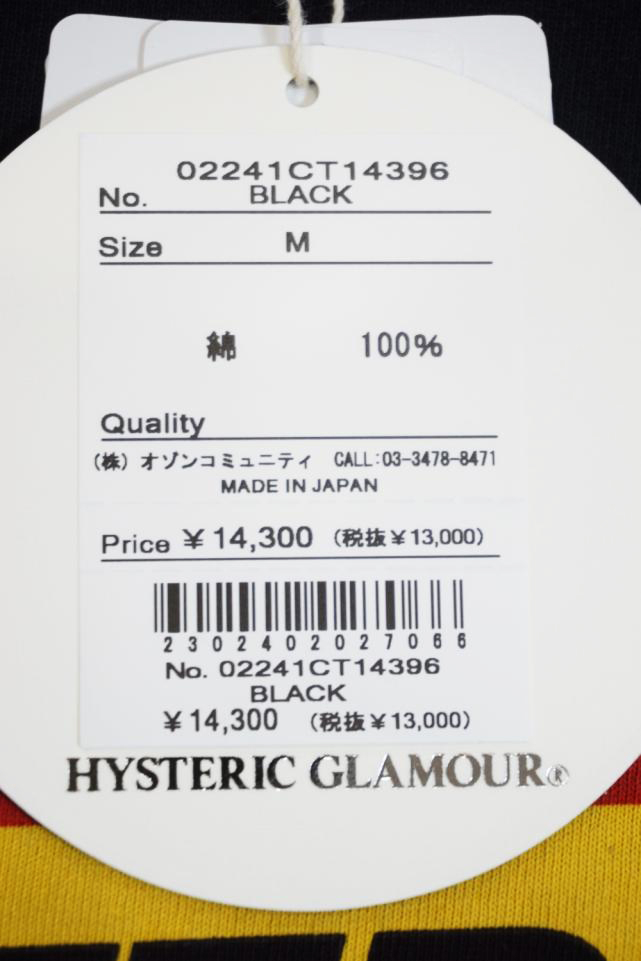 02241CT14396
No. BLACK
Size M
綿 100%
Quality
(株) オゾンコミュニティ CALL:03-3478-8471
MADE IN JAPAN
Price ¥14,300 (税抜¥13,000)
2302402027066
No. 02241CT14396
BLACK
¥14,300 (税抜¥13,000)
HYSTERIC GLAMOUR®